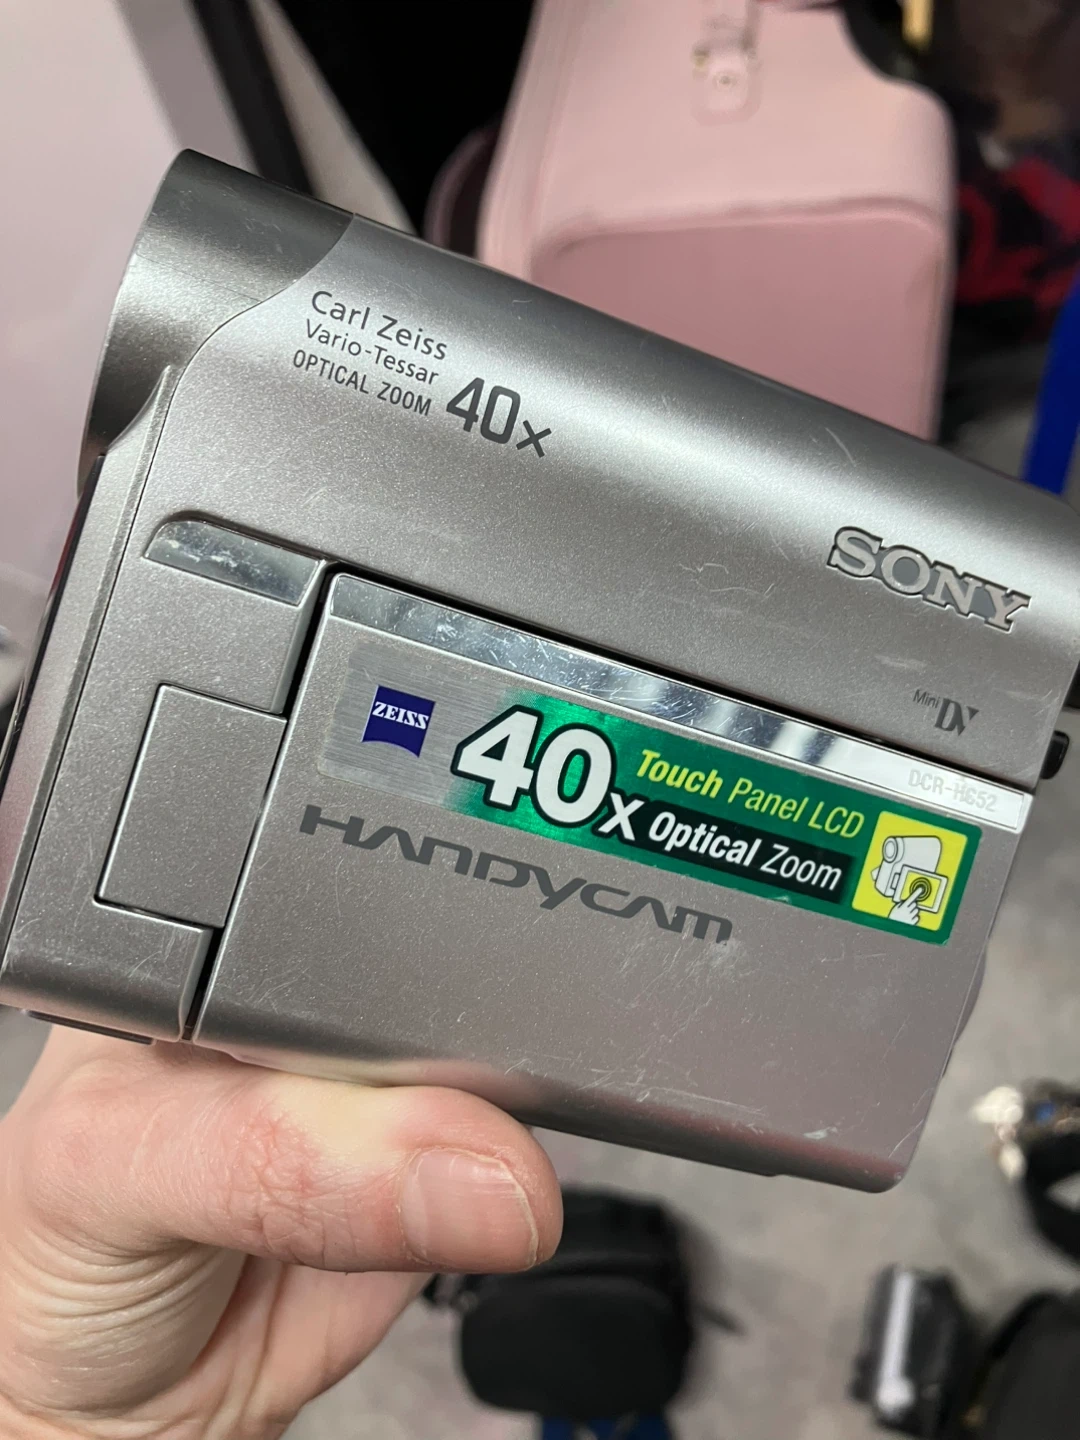 Carl Zeiss
Vario-Tessar
OPTICAL ZOOM 40x
SONY
Mini DV
DCR-HC52
ZEISS
40x Touch Panel LCD
Optical Zoom
HANDYCAM